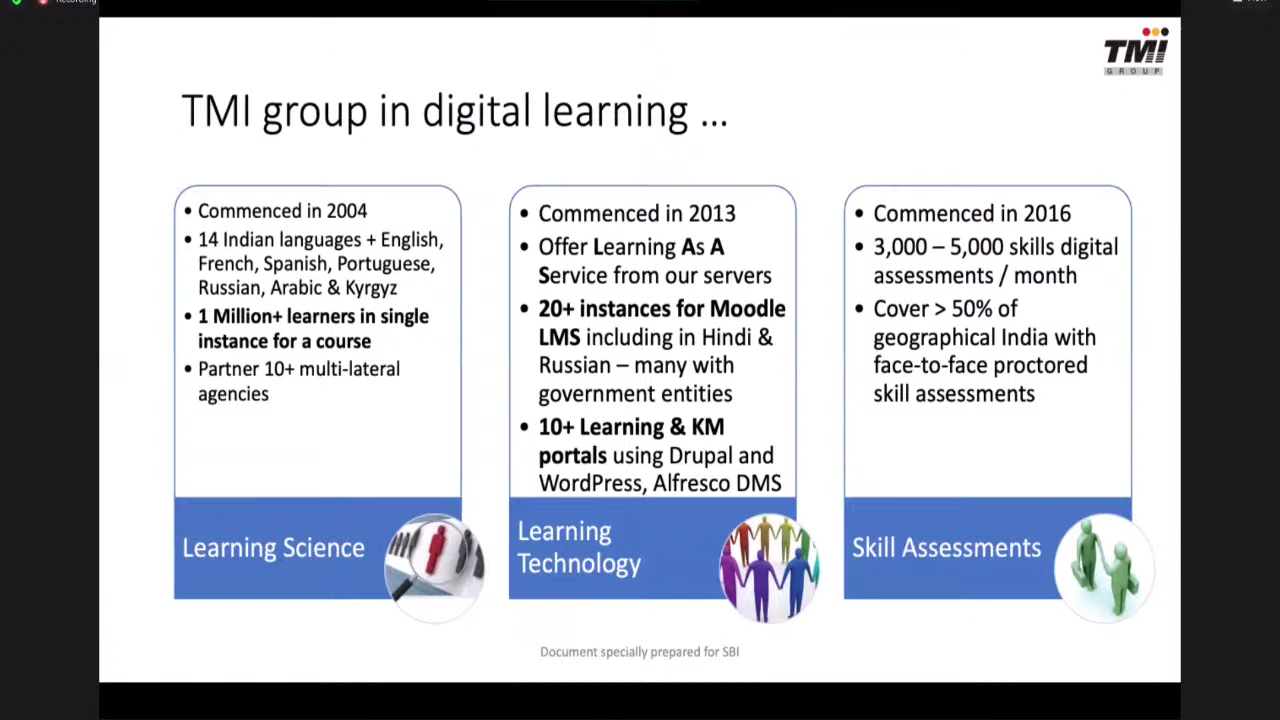 Recording
TMI
GROUP
TMI group in digital learning ...
• Commenced in 2004
• 14 Indian languages + English,
French, Spanish, Portuguese,
Russian, Arabic & Kyrgyz
• 1 Million+ learners in single
instance for a course
• Partner 10+ multi-lateral
agencies
Learning Science
• Commenced in 2013
• Offer Learning As A
Service from our servers
• 20+ instances for Moodle
LMS including in Hindi &
Russian – many with
government entities
• 10+ Learning & KM
portals using Drupal and
WordPress, Alfresco DMS
Learning
Technology
• Commenced in 2016
• 3,000 – 5,000 skills digital
assessments / month
• Cover > 50% of
geographical India with
face-to-face proctored
skill assessments
Skill Assessments
Document specially prepared for SBI